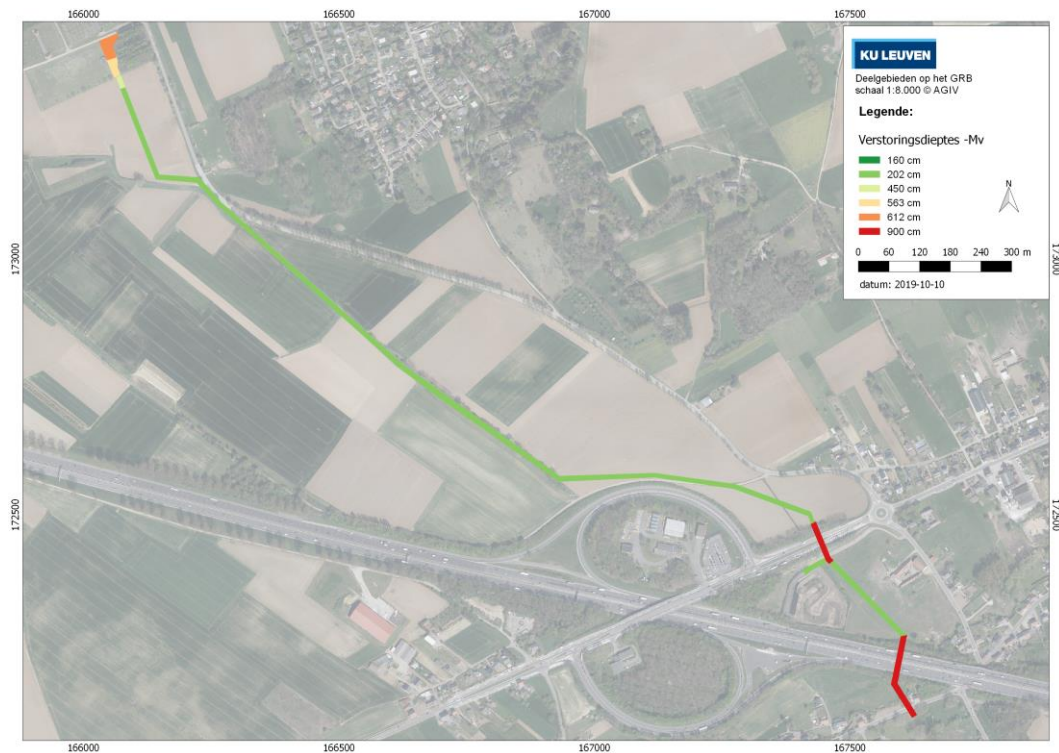 166000 166500 167000 167500
KU LEUVEN
Deelgebieden op het GRB
schaal 1:8.000 © AGIV
Legende:
Verstoringsdieptes -Mv
160 cm
202 cm
450 cm
563 cm
612 cm
900 cm
N
0 60 120 180 240 300 m
datum: 2019-10-10
173000 173000
172500 172500
166000 166500 167000 167500